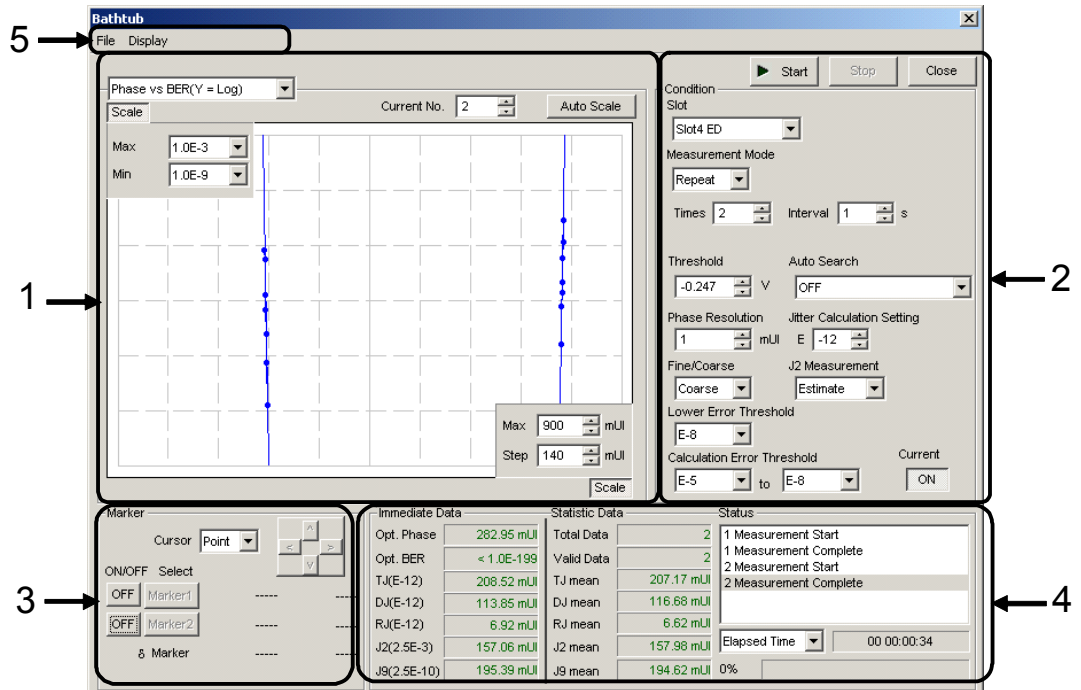 Bathtub
5
File Display
Start Stop Close
Phase vs BER(Y = Log)
Current No. 2 Auto Scale
Scale
Max 1.0E-3
Min 1.0E-9
Max 900 mUI
Step 140 mUI
Scale
1
Condition
Slot
Slot4 ED
Measurement Mode
Repeat
Times 2 Interval 1 s
Threshold Auto Search
-0.247 V OFF
2
Phase Resolution Jitter Calculation Setting
1 mUI E -12
Fine/Coarse J2 Measurement
Coarse Estimate
Lower Error Threshold
E-8
Calculation Error Threshold Current
E-5 to E-8 ON
Marker
Cursor Point
^
< >
v
ON/OFF Select
OFF Marker1 ----- -----
OFF Marker2 ----- -----
δ Marker ----- -----
3
Immediate Data
Opt. Phase 282.95 mUI
Opt. BER < 1.0E-199
TJ(E-12) 208.52 mUI
DJ(E-12) 113.85 mUI
RJ(E-12) 6.92 mUI
J2(2.5E-3) 157.06 mUI
J9(2.5E-10) 195.39 mUI
Statistic Data
Total Data 2
Valid Data 2
TJ mean 207.17 mUI
DJ mean 116.68 mUI
RJ mean 6.62 mUI
J2 mean 157.98 mUI
J9 mean 194.62 mUI
Status
1 Measurement Start
1 Measurement Complete
2 Measurement Start
2 Measurement Complete
Elapsed Time 00 00:00:34
0%
4